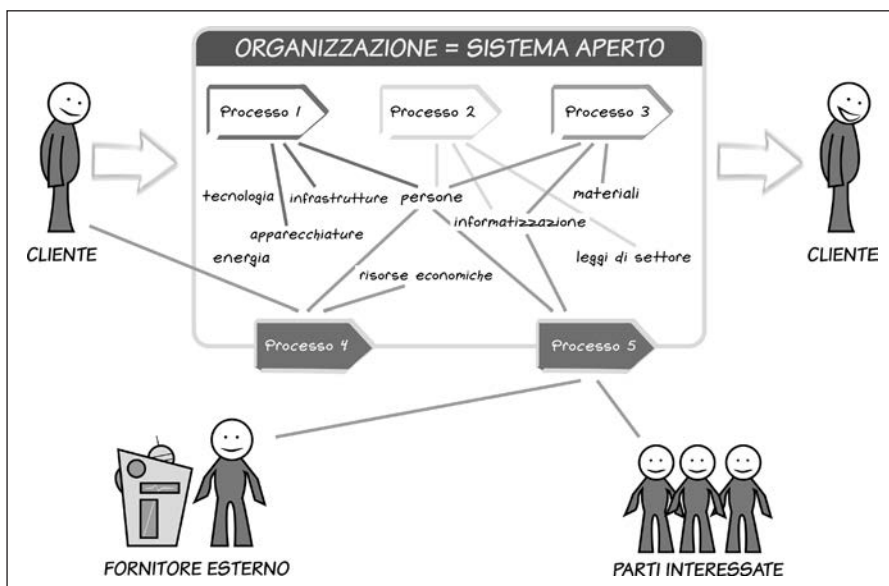 ORGANIZZAZIONE = SISTEMA APERTO
Processo 1
Processo 2
Processo 3
tecnologia
infrastrutture
persone
materiali
apparecchiature
informatizzazione
energia
leggi di settore
risorse economiche
CLIENTE
CLIENTE
Processo 4
Processo 5
FORNITORE ESTERNO
PARTI INTERESSATE